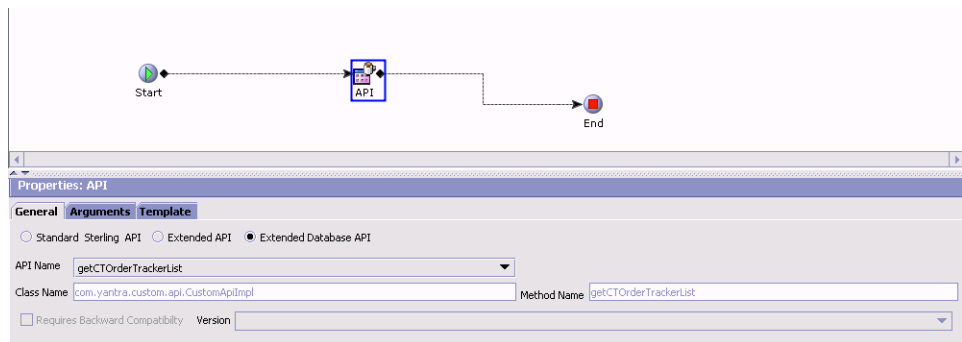 Start
API
End
Properties: API
General Arguments Template
Standard Sterling API Extended API Extended Database API
API Name getCTOrderTrackerList
Class Name com.yantra.custom.api.CustomApiImpl Method Name getCTOrderTrackerList
Requires Backward Compatibilty Version